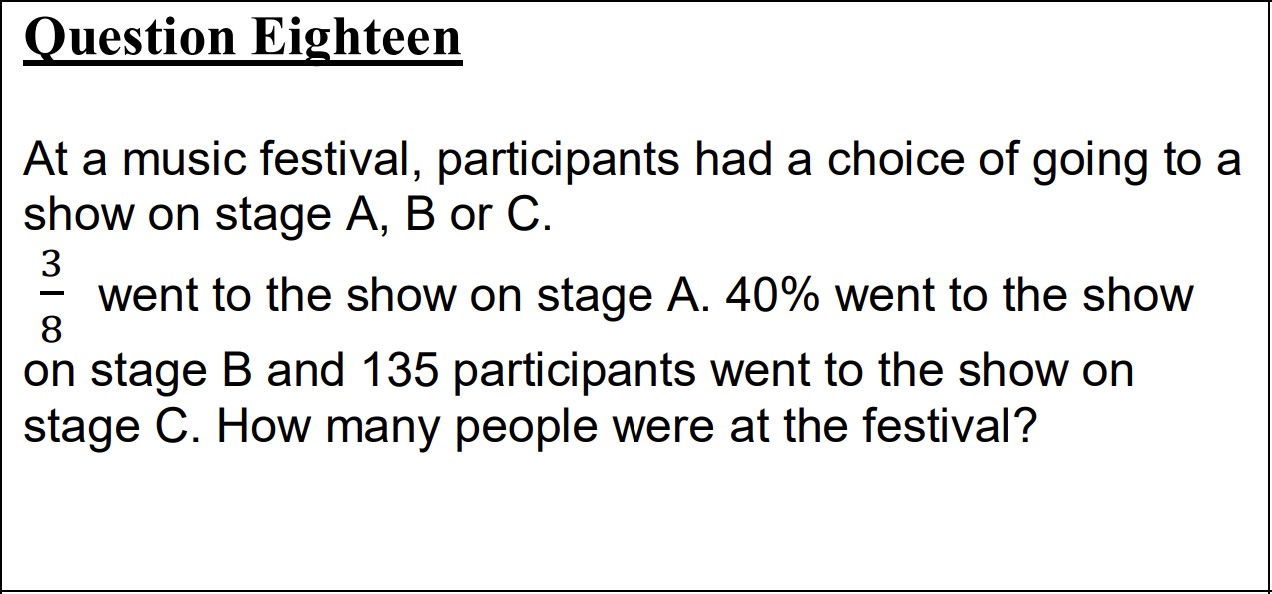 Question Eighteen
At a music festival, participants had a choice of going to a
show on stage A, B or C.
3/8 went to the show on stage A. 40% went to the show
on stage B and 135 participants went to the show on
stage C. How many people were at the festival?